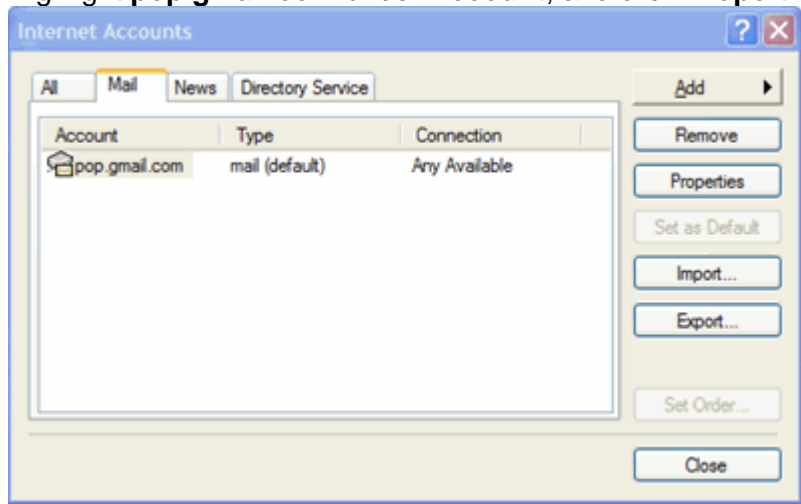 Internet Accounts
All Mail News Directory Service
Add
Account Type Connection
Remove
pop.gmail.com mail (default) Any Available
Properties
Set as Default
Import...
Export...
Set Order...
Close